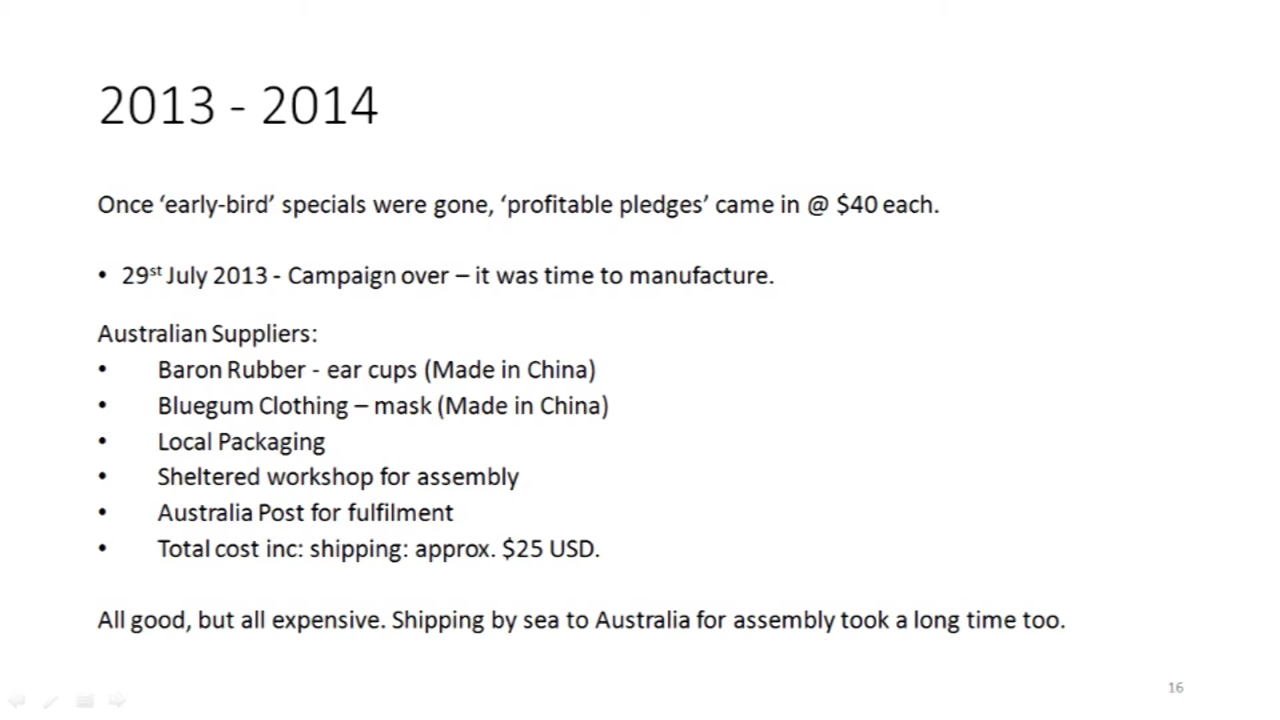 2013 - 2014
Once ‘early-bird’ specials were gone, ‘profitable pledges’ came in @ $40 each.
• 29st July 2013 - Campaign over – it was time to manufacture.
Australian Suppliers:
• Baron Rubber - ear cups (Made in China)
• Bluegum Clothing – mask (Made in China)
• Local Packaging
• Sheltered workshop for assembly
• Australia Post for fulfilment
• Total cost inc: shipping: approx. $25 USD.
All good, but all expensive. Shipping by sea to Australia for assembly took a long time too.
16